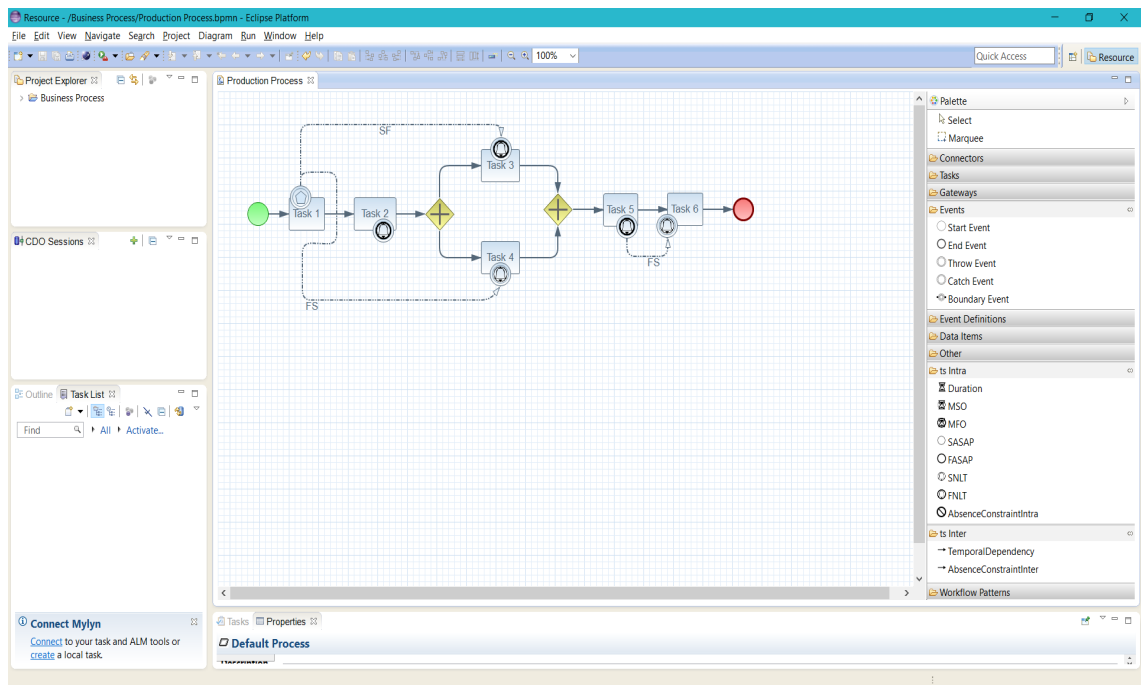 Resource - /Business Process/Production Process.bpmn - Eclipse Platform
File Edit View Navigate Search Project Diagram Run Window Help
100%
Quick Access
Resource
Project Explorer
Business Process
CDO Sessions
Outline Task List
Find All Activate...
Connect Mylyn
Connect to your task and ALM tools or
create a local task.
Production Process
SF
Task 3
Task 1
Task 2
Task 5
Task 6
Task 4
FS
FS
Palette
Select
Marquee
Connectors
Tasks
Gateways
Events
Start Event
End Event
Throw Event
Catch Event
Boundary Event
Event Definitions
Data Items
Other
ts Intra
Duration
MSO
MFO
SASAP
FASAP
SNLT
FNLT
AbsenceConstraintIntra
ts Inter
TemporalDependency
AbsenceConstraintInter
Workflow Patterns
Tasks Properties
Default Process
Description